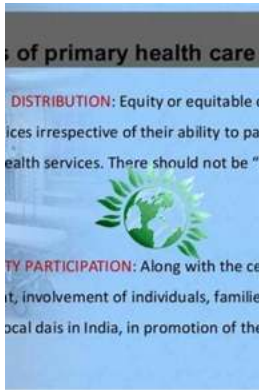 of primary health care
DISTRIBUTION: Equity or equitable
ices irrespective of their ability to pa
ealth services. There should not be "
TY PARTICIPATION: Along with the ce
t, involvement of individuals, familie
ocal dais in India, in promotion of the